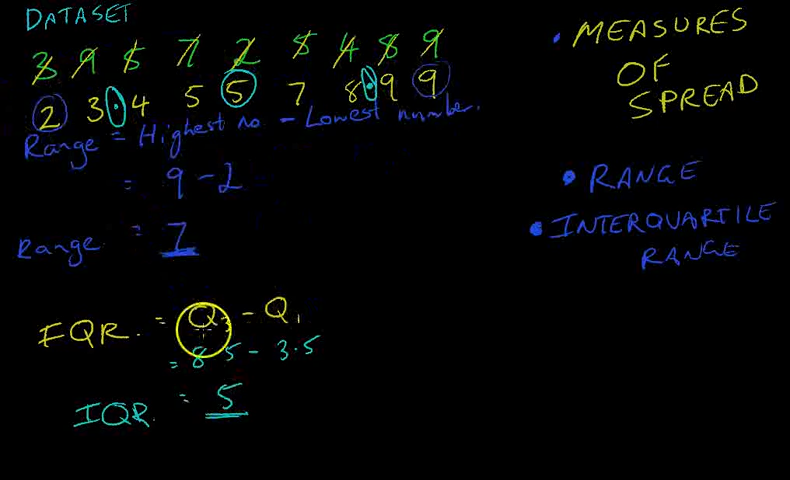 DATASET
3 9 5 7 2 5 4 8 9
2 3 4 5 5 7 8 9 9
Range = Highest no - Lowest number.
= 9 - 2
Range = 7
IQR. = Q3 - Q1
= 8 5 - 3.5
IQR. = 5
• MEASURES
OF
SPREAD
• RANGE
• INTERQUARTILE
RANGE